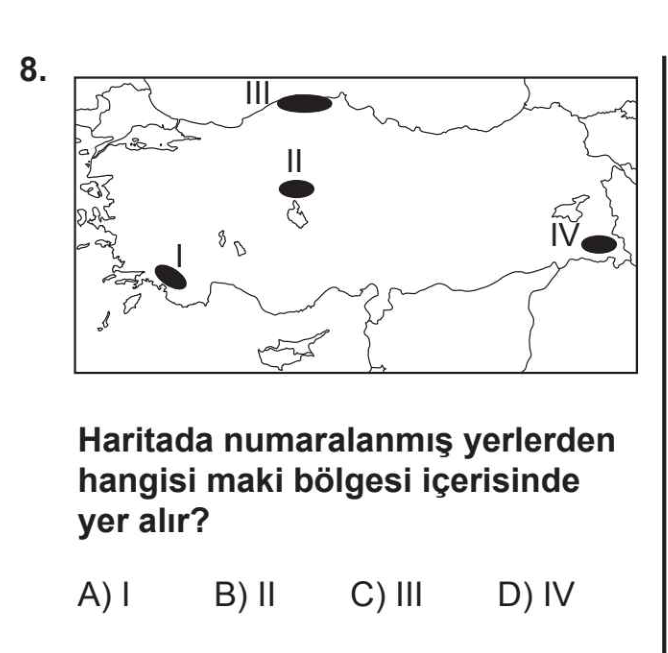 8.
III
II
IV
I
Haritada numaralanmış yerlerden
hangisi maki bölgesi içerisinde
yer alır?
A) I B) II C) III D) IV